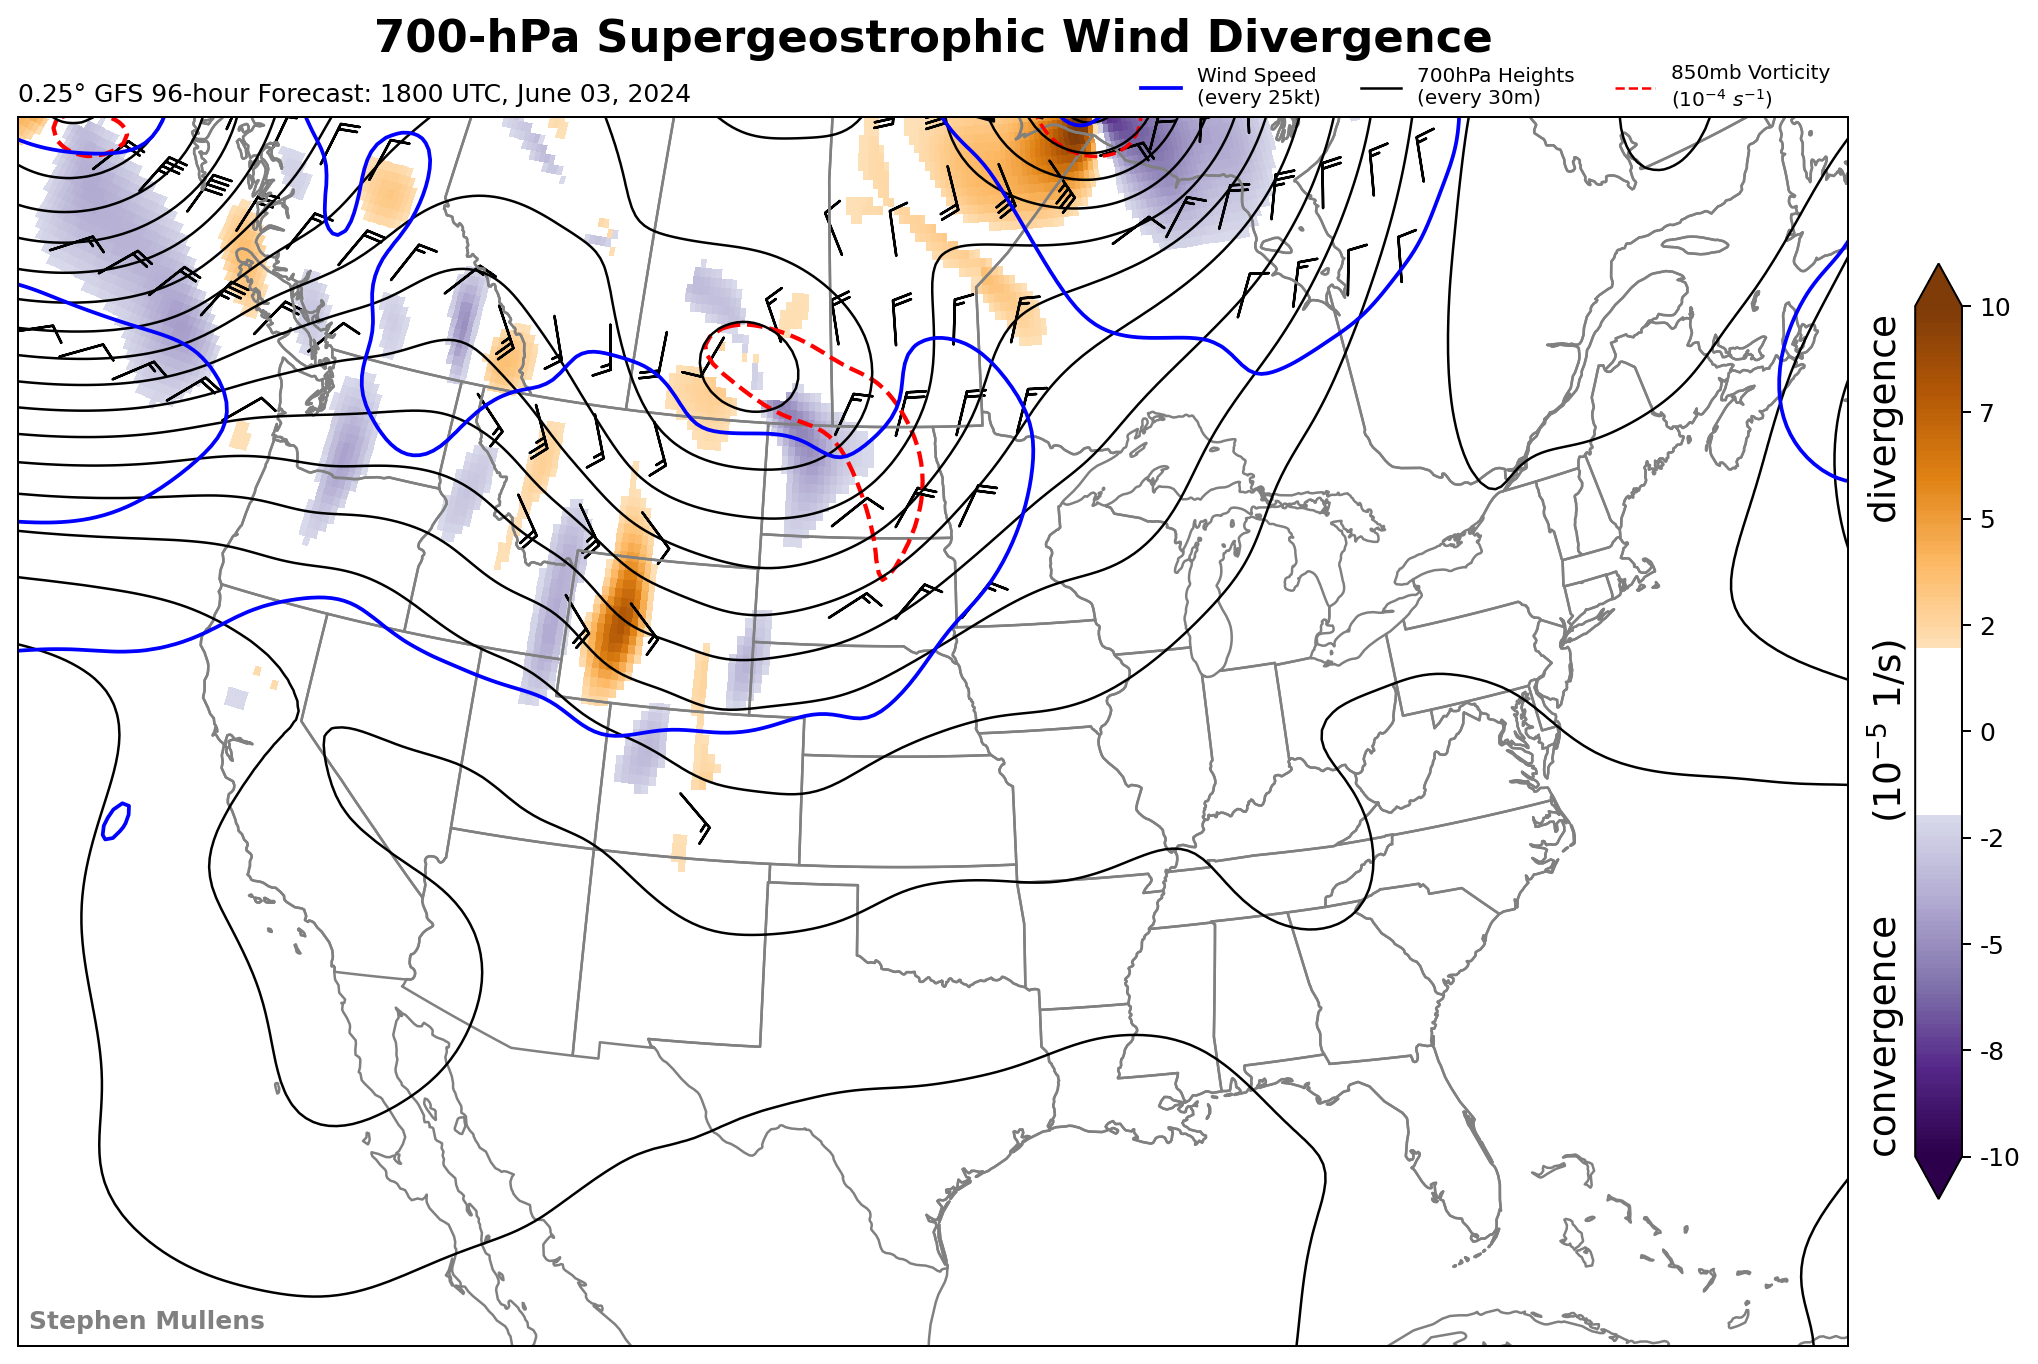 700-hPa Supergeostrophic Wind Divergence
0.25° GFS 96-hour Forecast: 1800 UTC, June 03, 2024
Wind Speed
(every 25kt)
700hPa Heights
(every 30m)
850mb Vorticity
(10⁻⁴ s⁻¹)
10
7
5
2
0
-2
-5
-8
-10
convergence (10⁻⁵ 1/s) divergence
Stephen Mullens